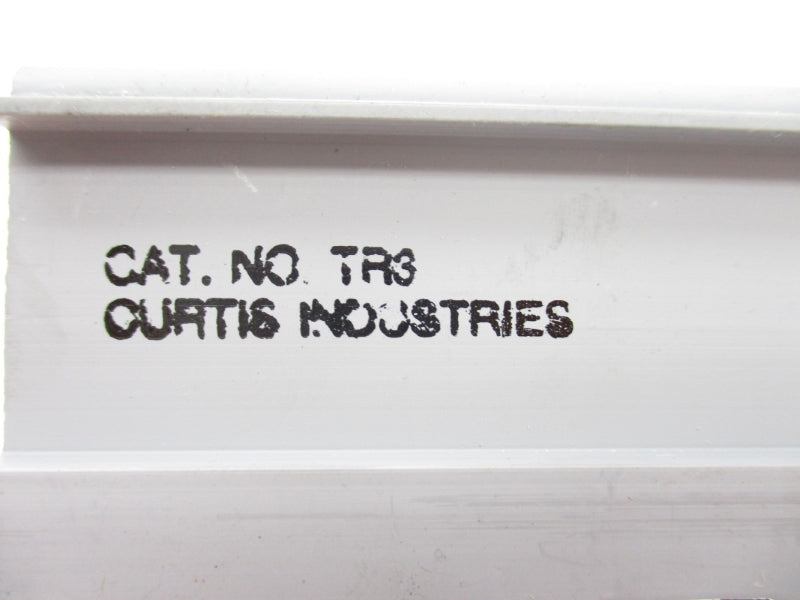 CAT. NO. TR3
CURTIS INDUSTRIES